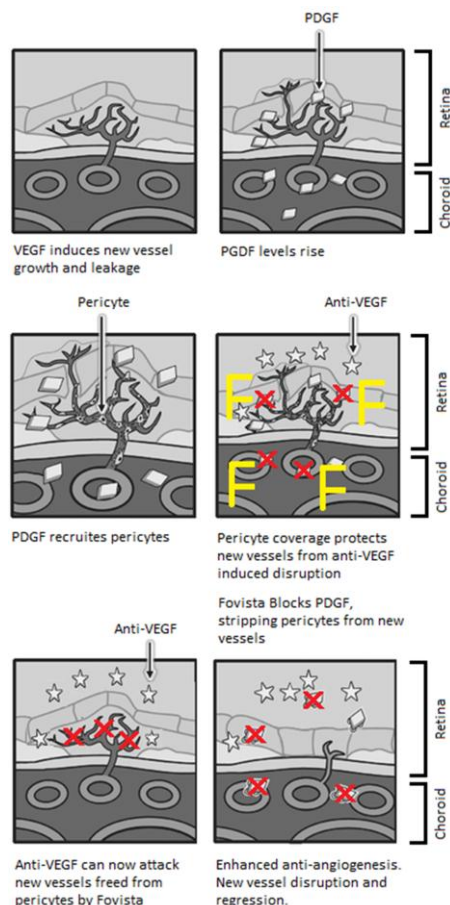 PDGF
Retina
Choroid
VEGF induces new vessel
growth and leakage
PGDF levels rise
Pericyte
Anti-VEGF
F
F
F
F
Retina
Choroid
PDGF recruites pericytes
Pericyte coverage protects
new vessels from anti-VEGF
induced disruption
Fovista Blocks PDGF,
stripping pericytes from new
vessels
Anti-VEGF
Retina
Choroid
Anti-VEGF can now attack
new vessels freed from
pericytes by Fovista
Enhanced anti-angiogenesis.
New vessel disruption and
regression.